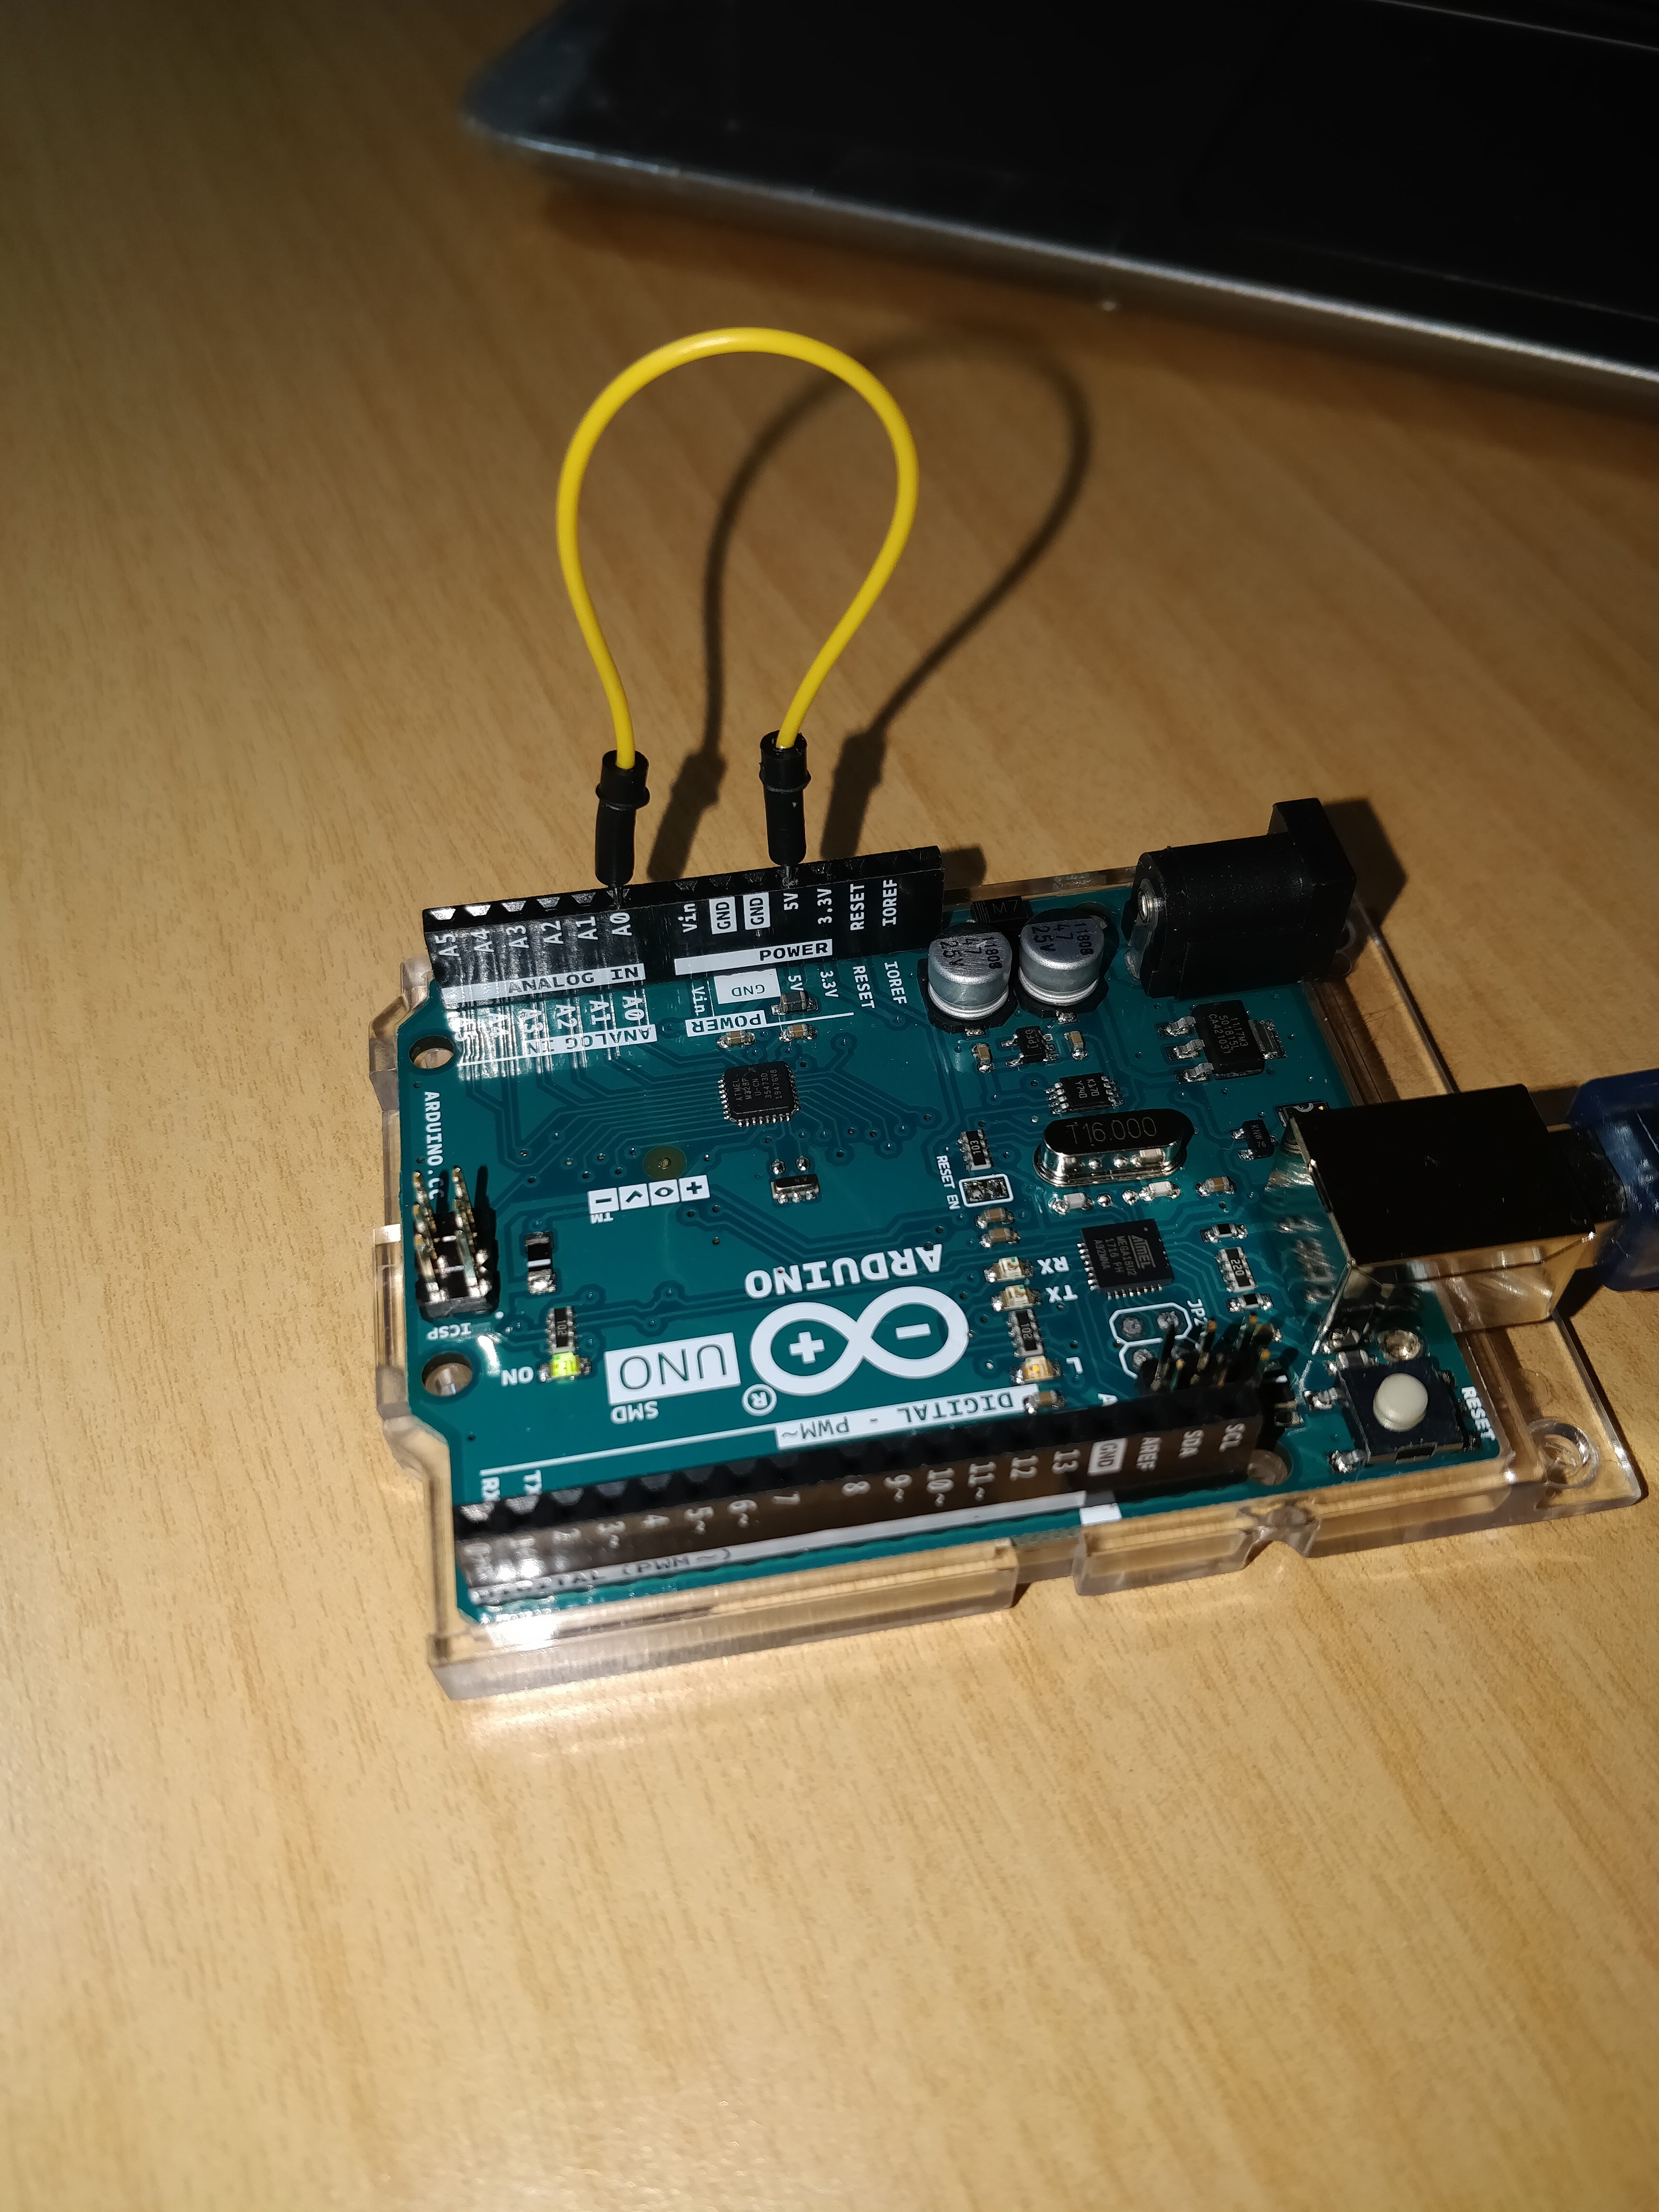 A5 A4 A3 A2 A1 A0 Vin GND GND 5V 3.3V RESET IOREF
ANALOG IN POWER
Vin GND 5V 3.3V RESET IOREF
A3 A2 A1 A0
ANALOG IN POWER
47
25V
47
25V
M7
ARDUINO.CC
T16.000
RESET EN
TM
ARDUINO
UNO
SMD
®
RX
TX
L
ON
ICSP
JP2
ATMEL
220
RESET
DIGITAL - PWM~
TX
RX
2 3~ 4 5~ 6~ 7 8 9~ 10~ 11~ 12 13 GND AREF SDA SCL